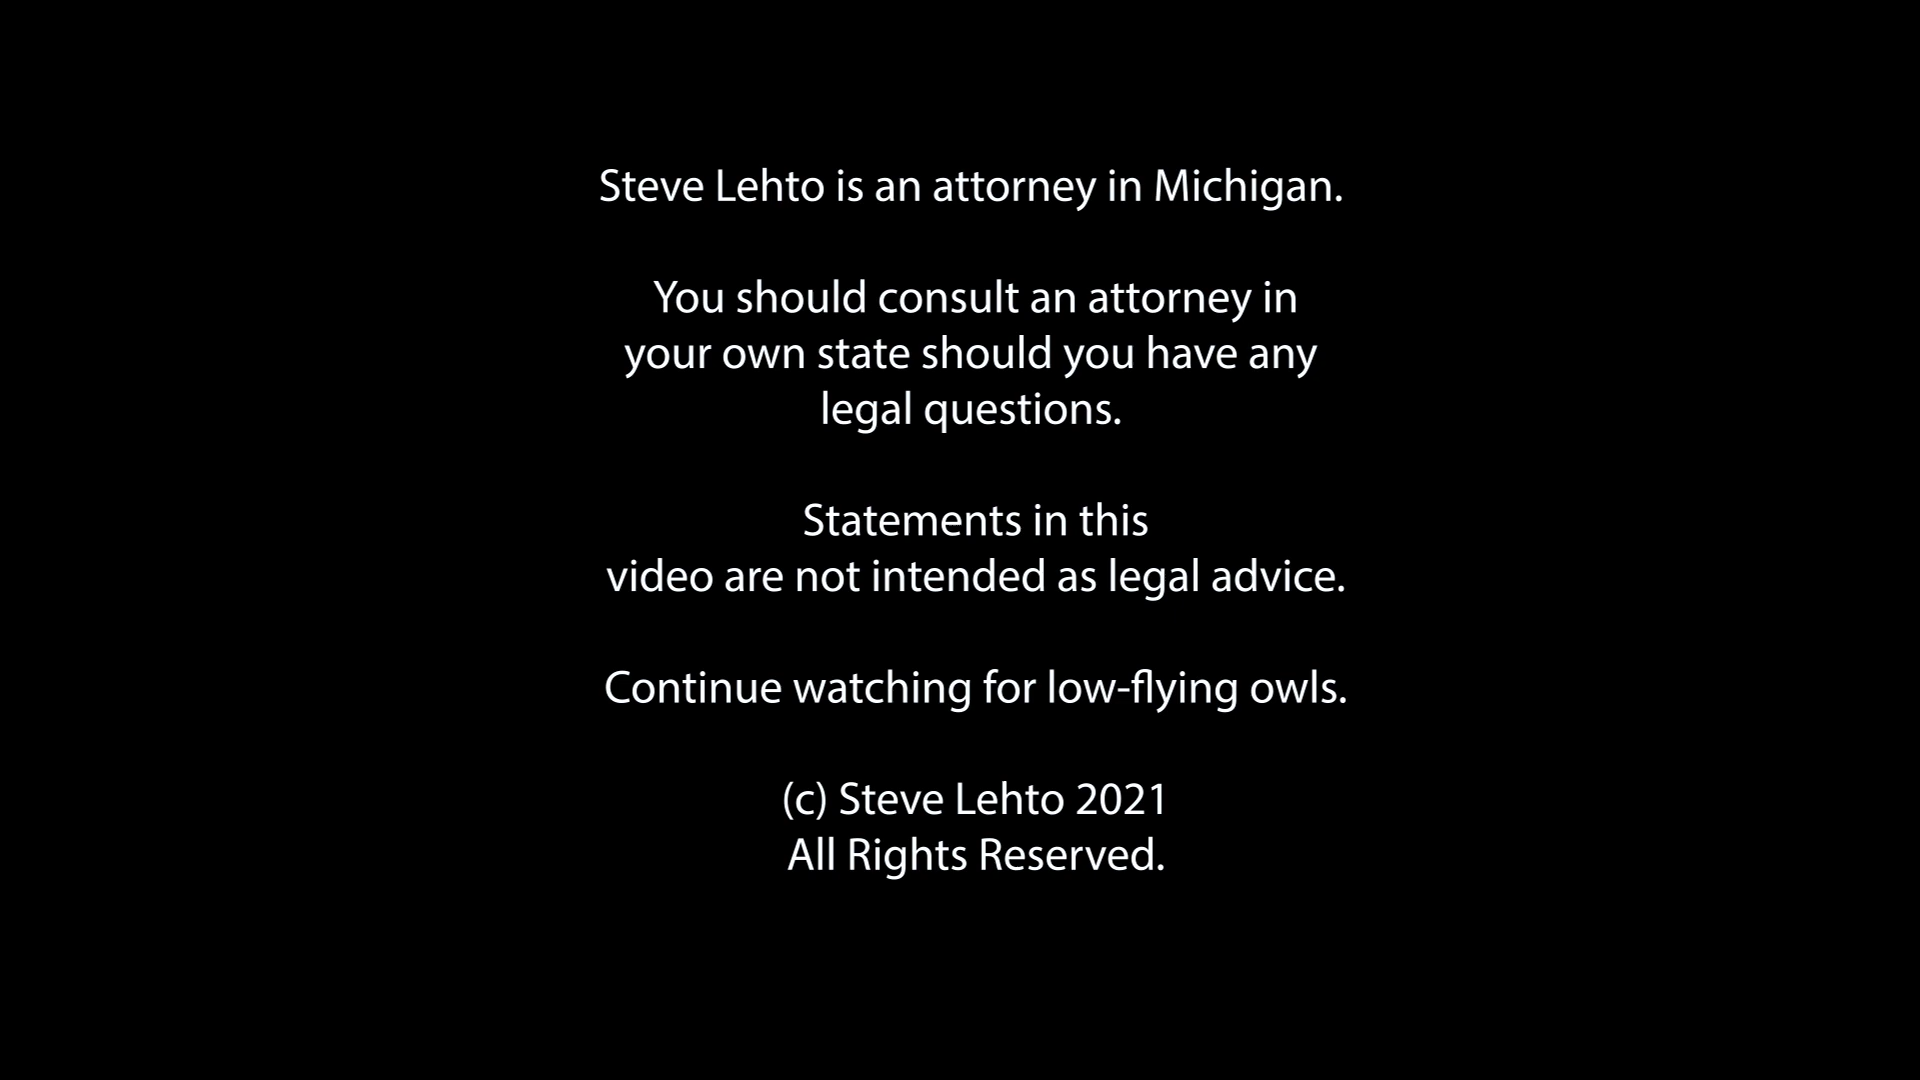 Steve Lehto is an attorney in Michigan.
You should consult an attorney in
your own state should you have any
legal questions.
Statements in this
video are not intended as legal advice.
Continue watching for low-flying owls.
(c) Steve Lehto 2021
All Rights Reserved.